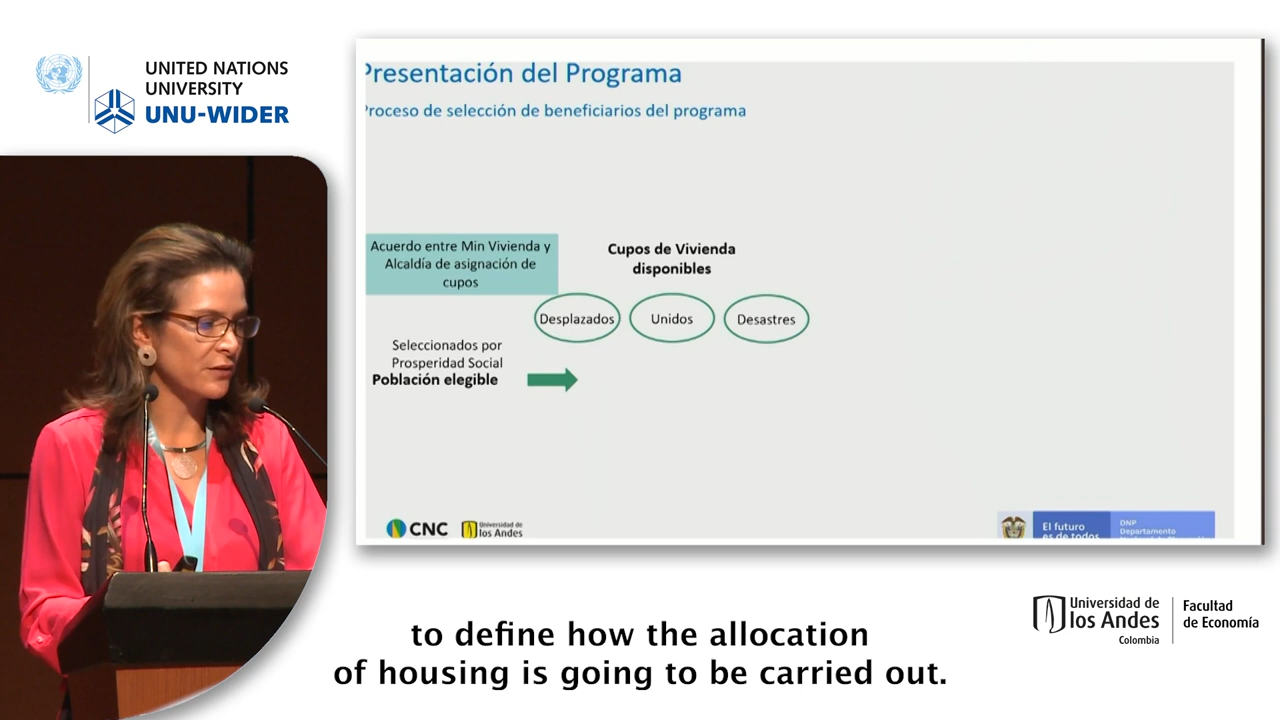 UNITED NATIONS
UNIVERSITY
UNU-WIDER
Presentación del Programa
Proceso de selección de beneficiarios del programa
Acuerdo entre Min Vivienda y
Alcaldía de asignación de
cupos
Cupos de Vivienda
disponibles
Desplazados
Unidos
Desastres
Seleccionados por
Prosperidad Social
Población elegible
CNC
Universidad de
los Andes
El futuro
es de todos
DNP
Departamento
Universidad de
los Andes
Colombia
Facultad
de Economía
to define how the allocation
of housing is going to be carried out.